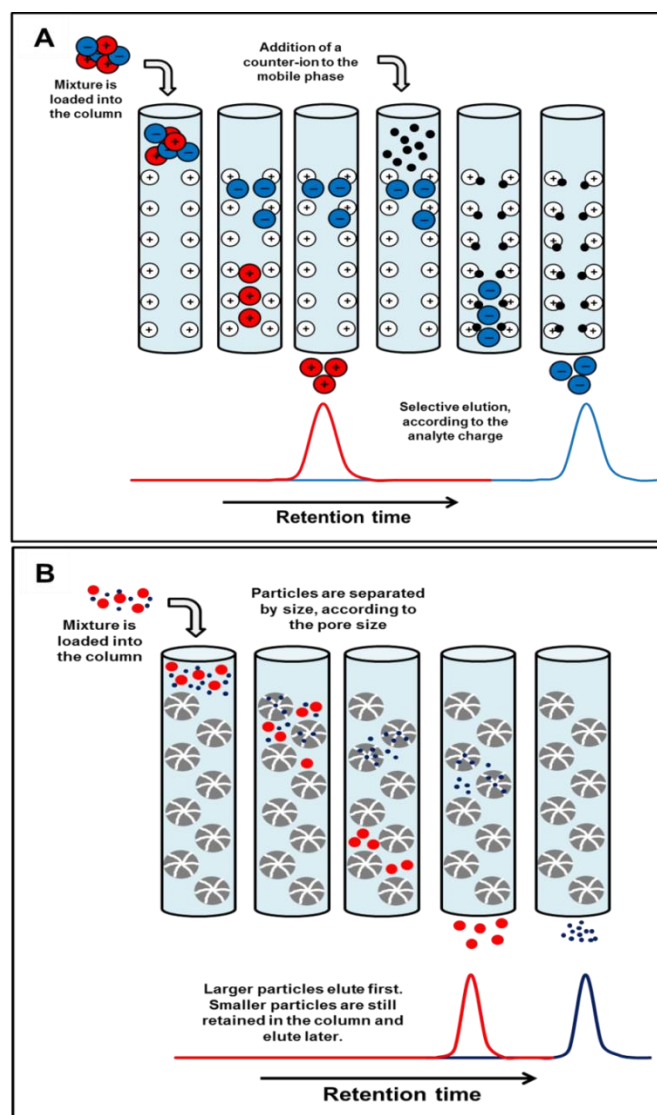 A
Mixture is
loaded into
the column
Addition of a
counter-ion to the
mobile phase
Selective elution,
according to the
analyte charge
Retention time
B
Mixture is
loaded into
the column
Particles are separated
by size, according to
the pore size
Larger particles elute first.
Smaller particles are still
retained in the column and
elute later.
Retention time